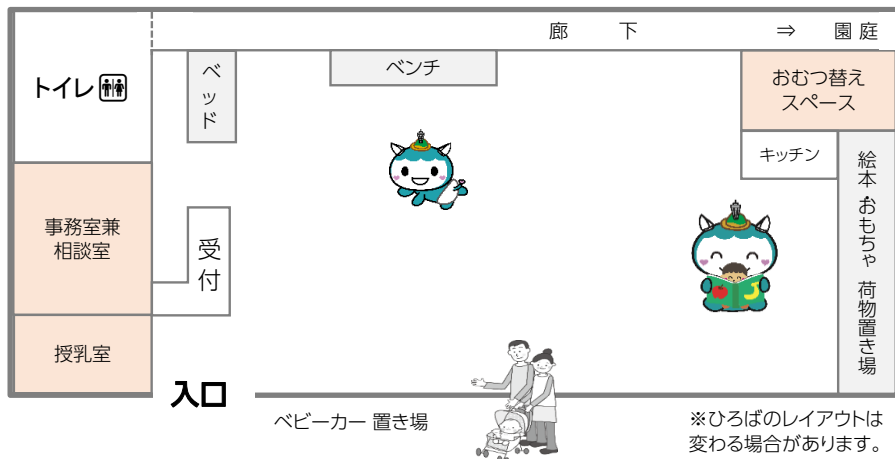 廊下 ⇒ 園庭
トイレ
ベッド
ベンチ
おむつ替え
スペース
キッチン
絵本 おもちゃ 荷物置き場
事務室兼
相談室
受付
授乳室
入口
ベビーカー 置き場
※ひろばのレイアウトは
変わる場合があります。